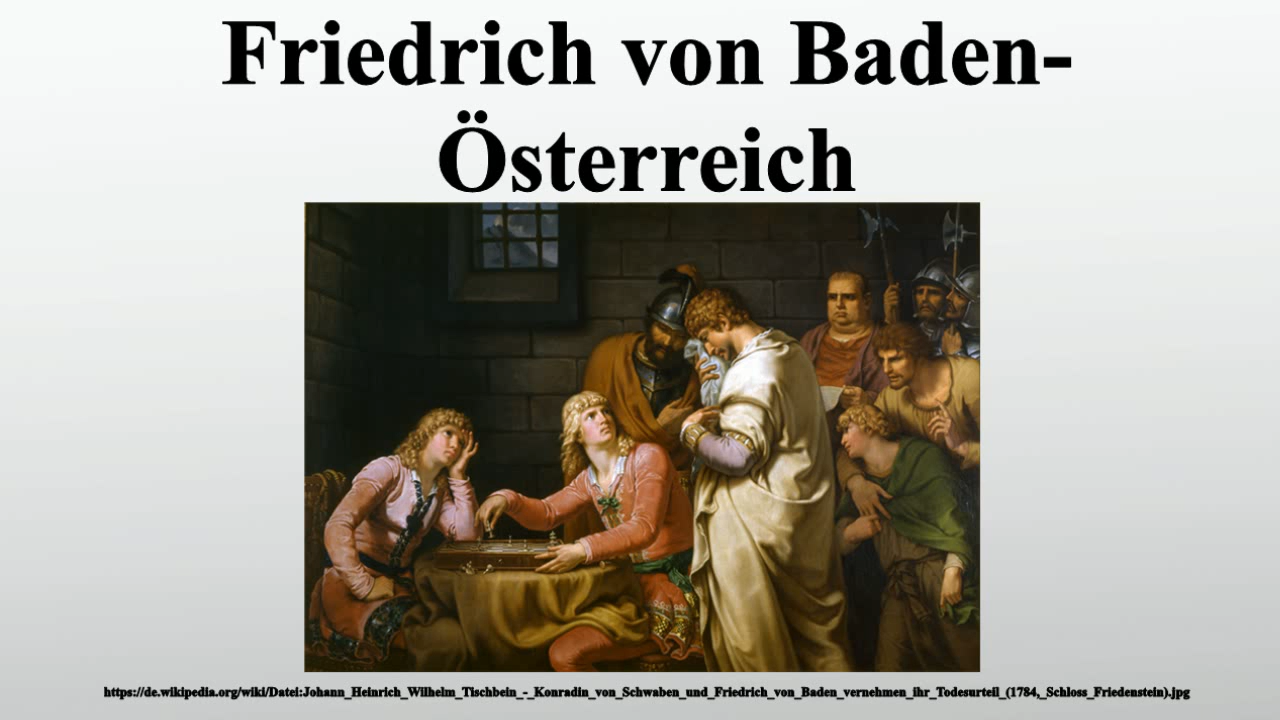 Friedrich von Baden-
Österreich
https://de.wikipedia.org/wiki/Datei:Johann_Heinrich_Wilhelm_Tischbein_-_Konradin_von_Schwaben_und_Friedrich_von_Baden_vernehmen_ihr_Todesurteil_(1784,_Schloss_Friedenstein).jpg